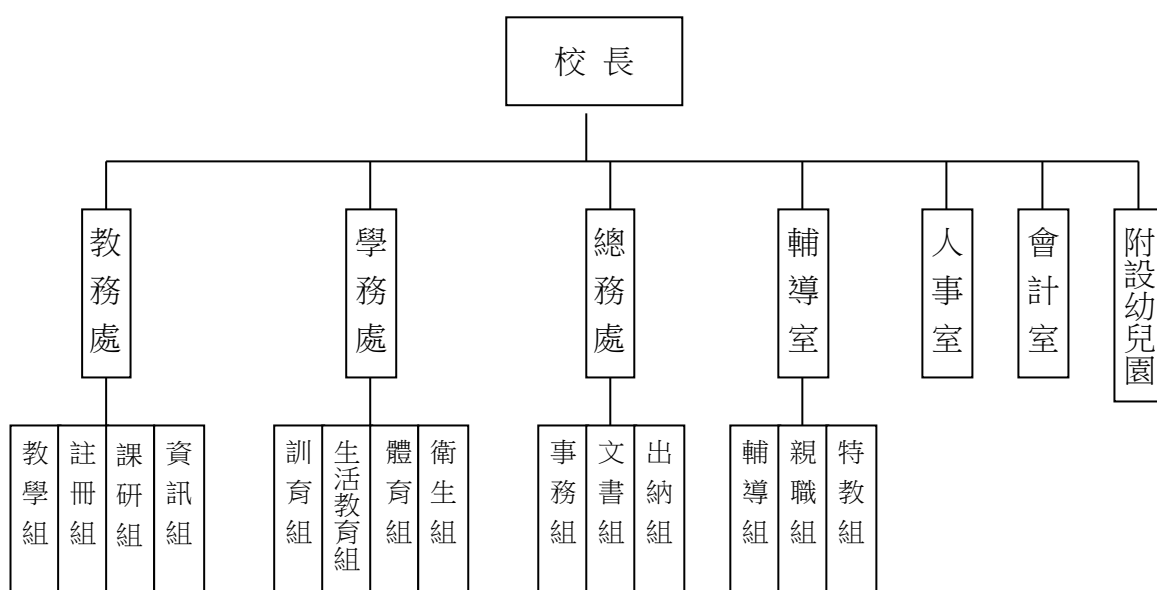 校 長
教務處
學務處
總務處
輔導室
人事室
會計室
附設幼兒園
教學組
註冊組
課研組
資訊組
訓育組
生活教育組
體育組
衛生組
事務組
文書組
出納組
輔導組
親職組
特教組